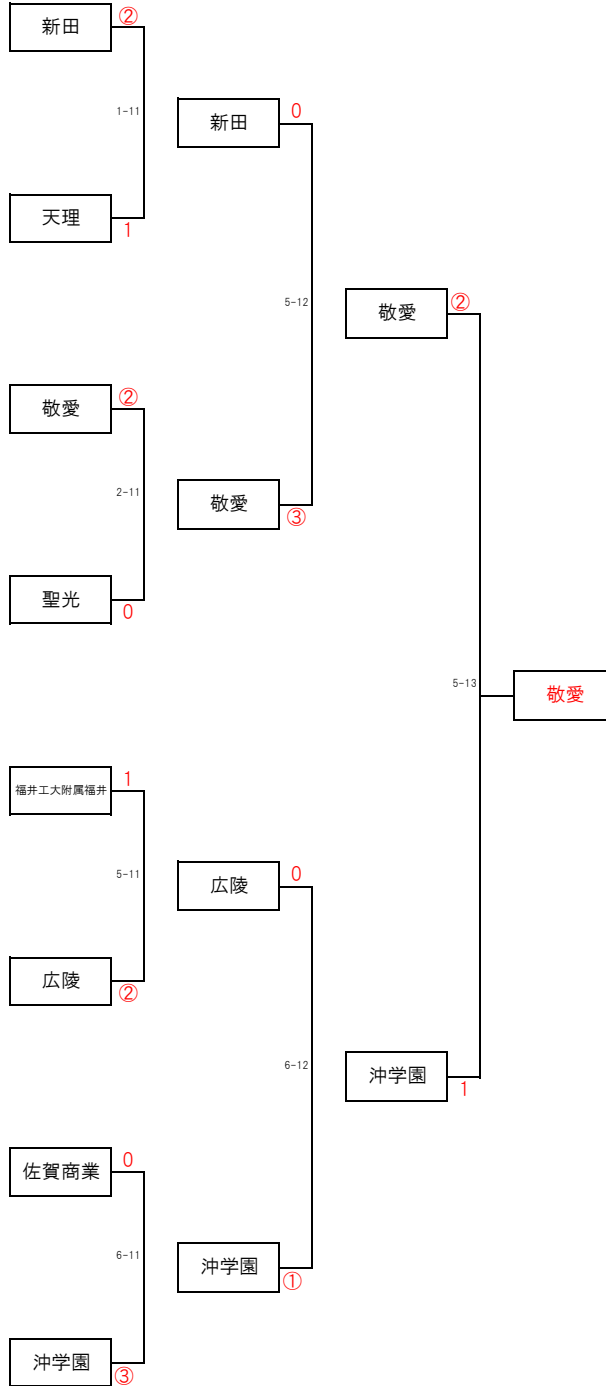 新田
②
1-11
天理
1
新田
0
5-12
敬愛
②
2-11
聖光
0
敬愛
③
敬愛
②
5-13
敬愛
福井工大附属福井
1
5-11
広陵
②
広陵
0
6-12
沖学園
1
佐賀商業
0
6-11
沖学園
③
沖学園
①